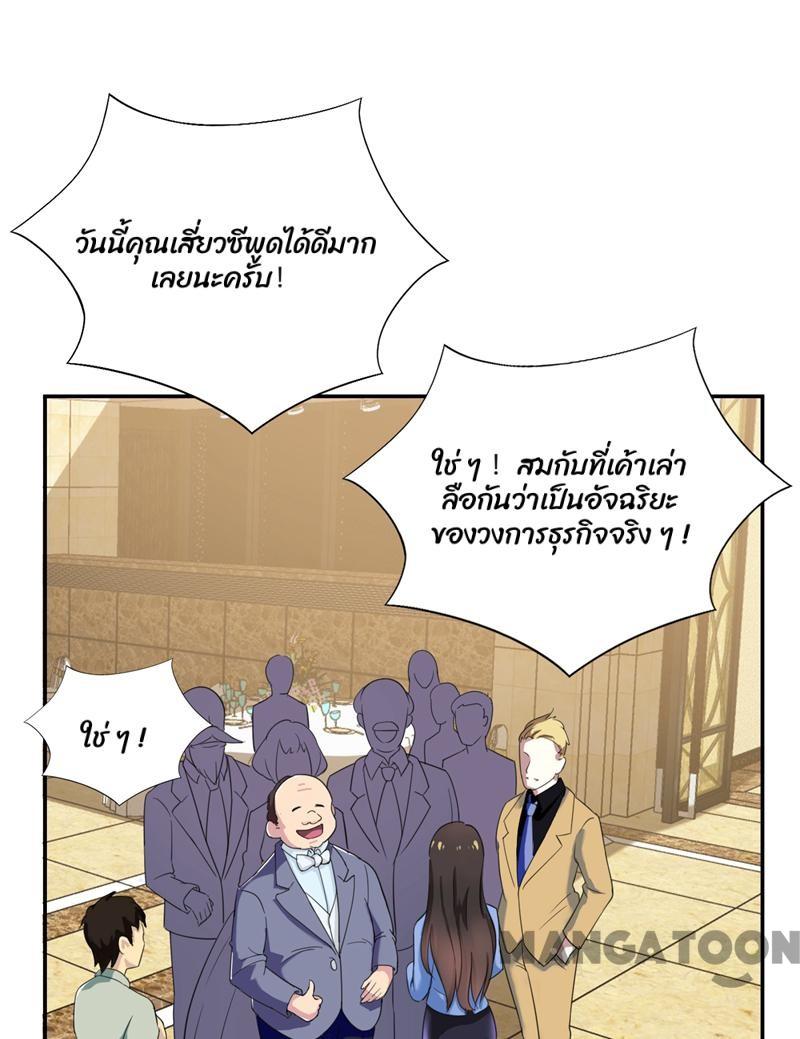 วันนี้คุณเสี่ยวซีพูดได้ดีมาก
เลยนะครับ!
ใช่ ๆ ! สมกับที่เค้าเล่า
ลือกันว่าเป็นอัจฉริยะ
ของวงการธุรกิจจริง ๆ !
ใช่ ๆ !
MANGATOON